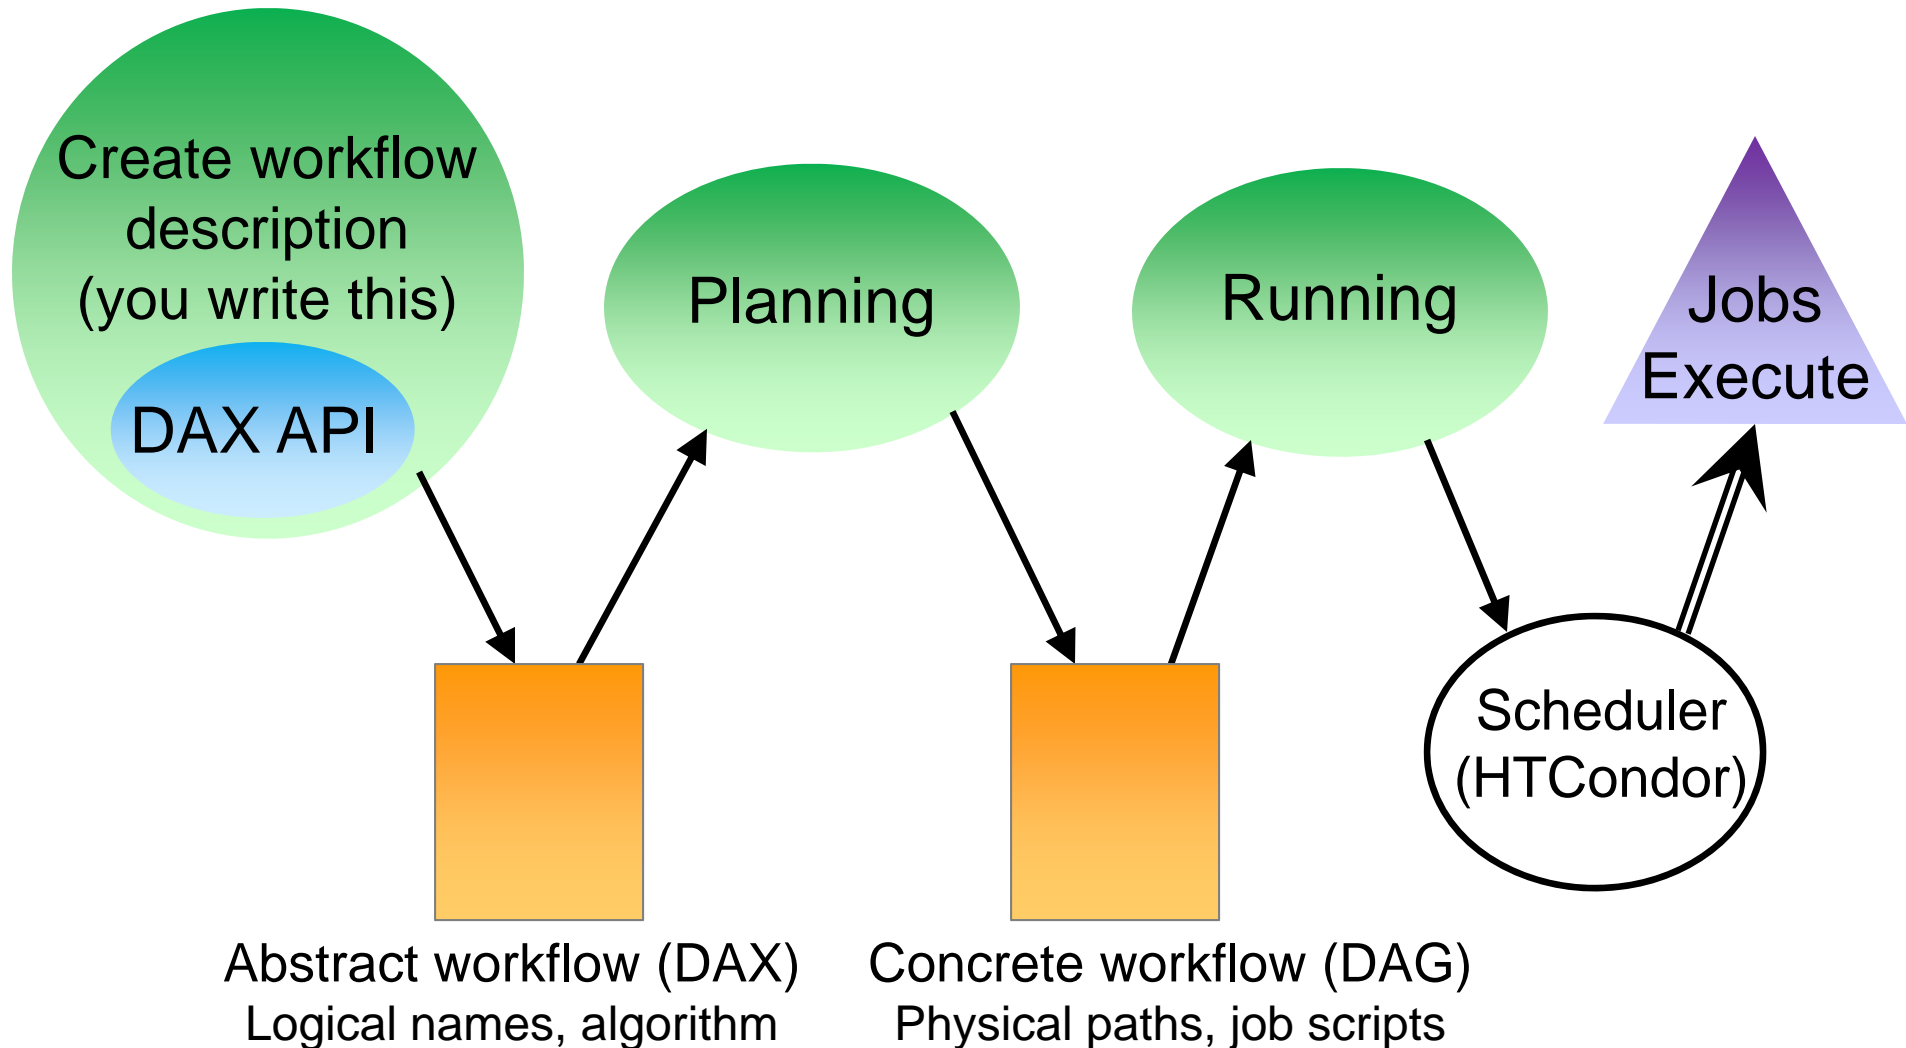 Create workflow
description
(you write this)
DAX API
Planning
Running
Jobs
Execute
Scheduler
(HTCondor)
Abstract workflow (DAX)
Logical names, algorithm
Concrete workflow (DAG)
Physical paths, job scripts